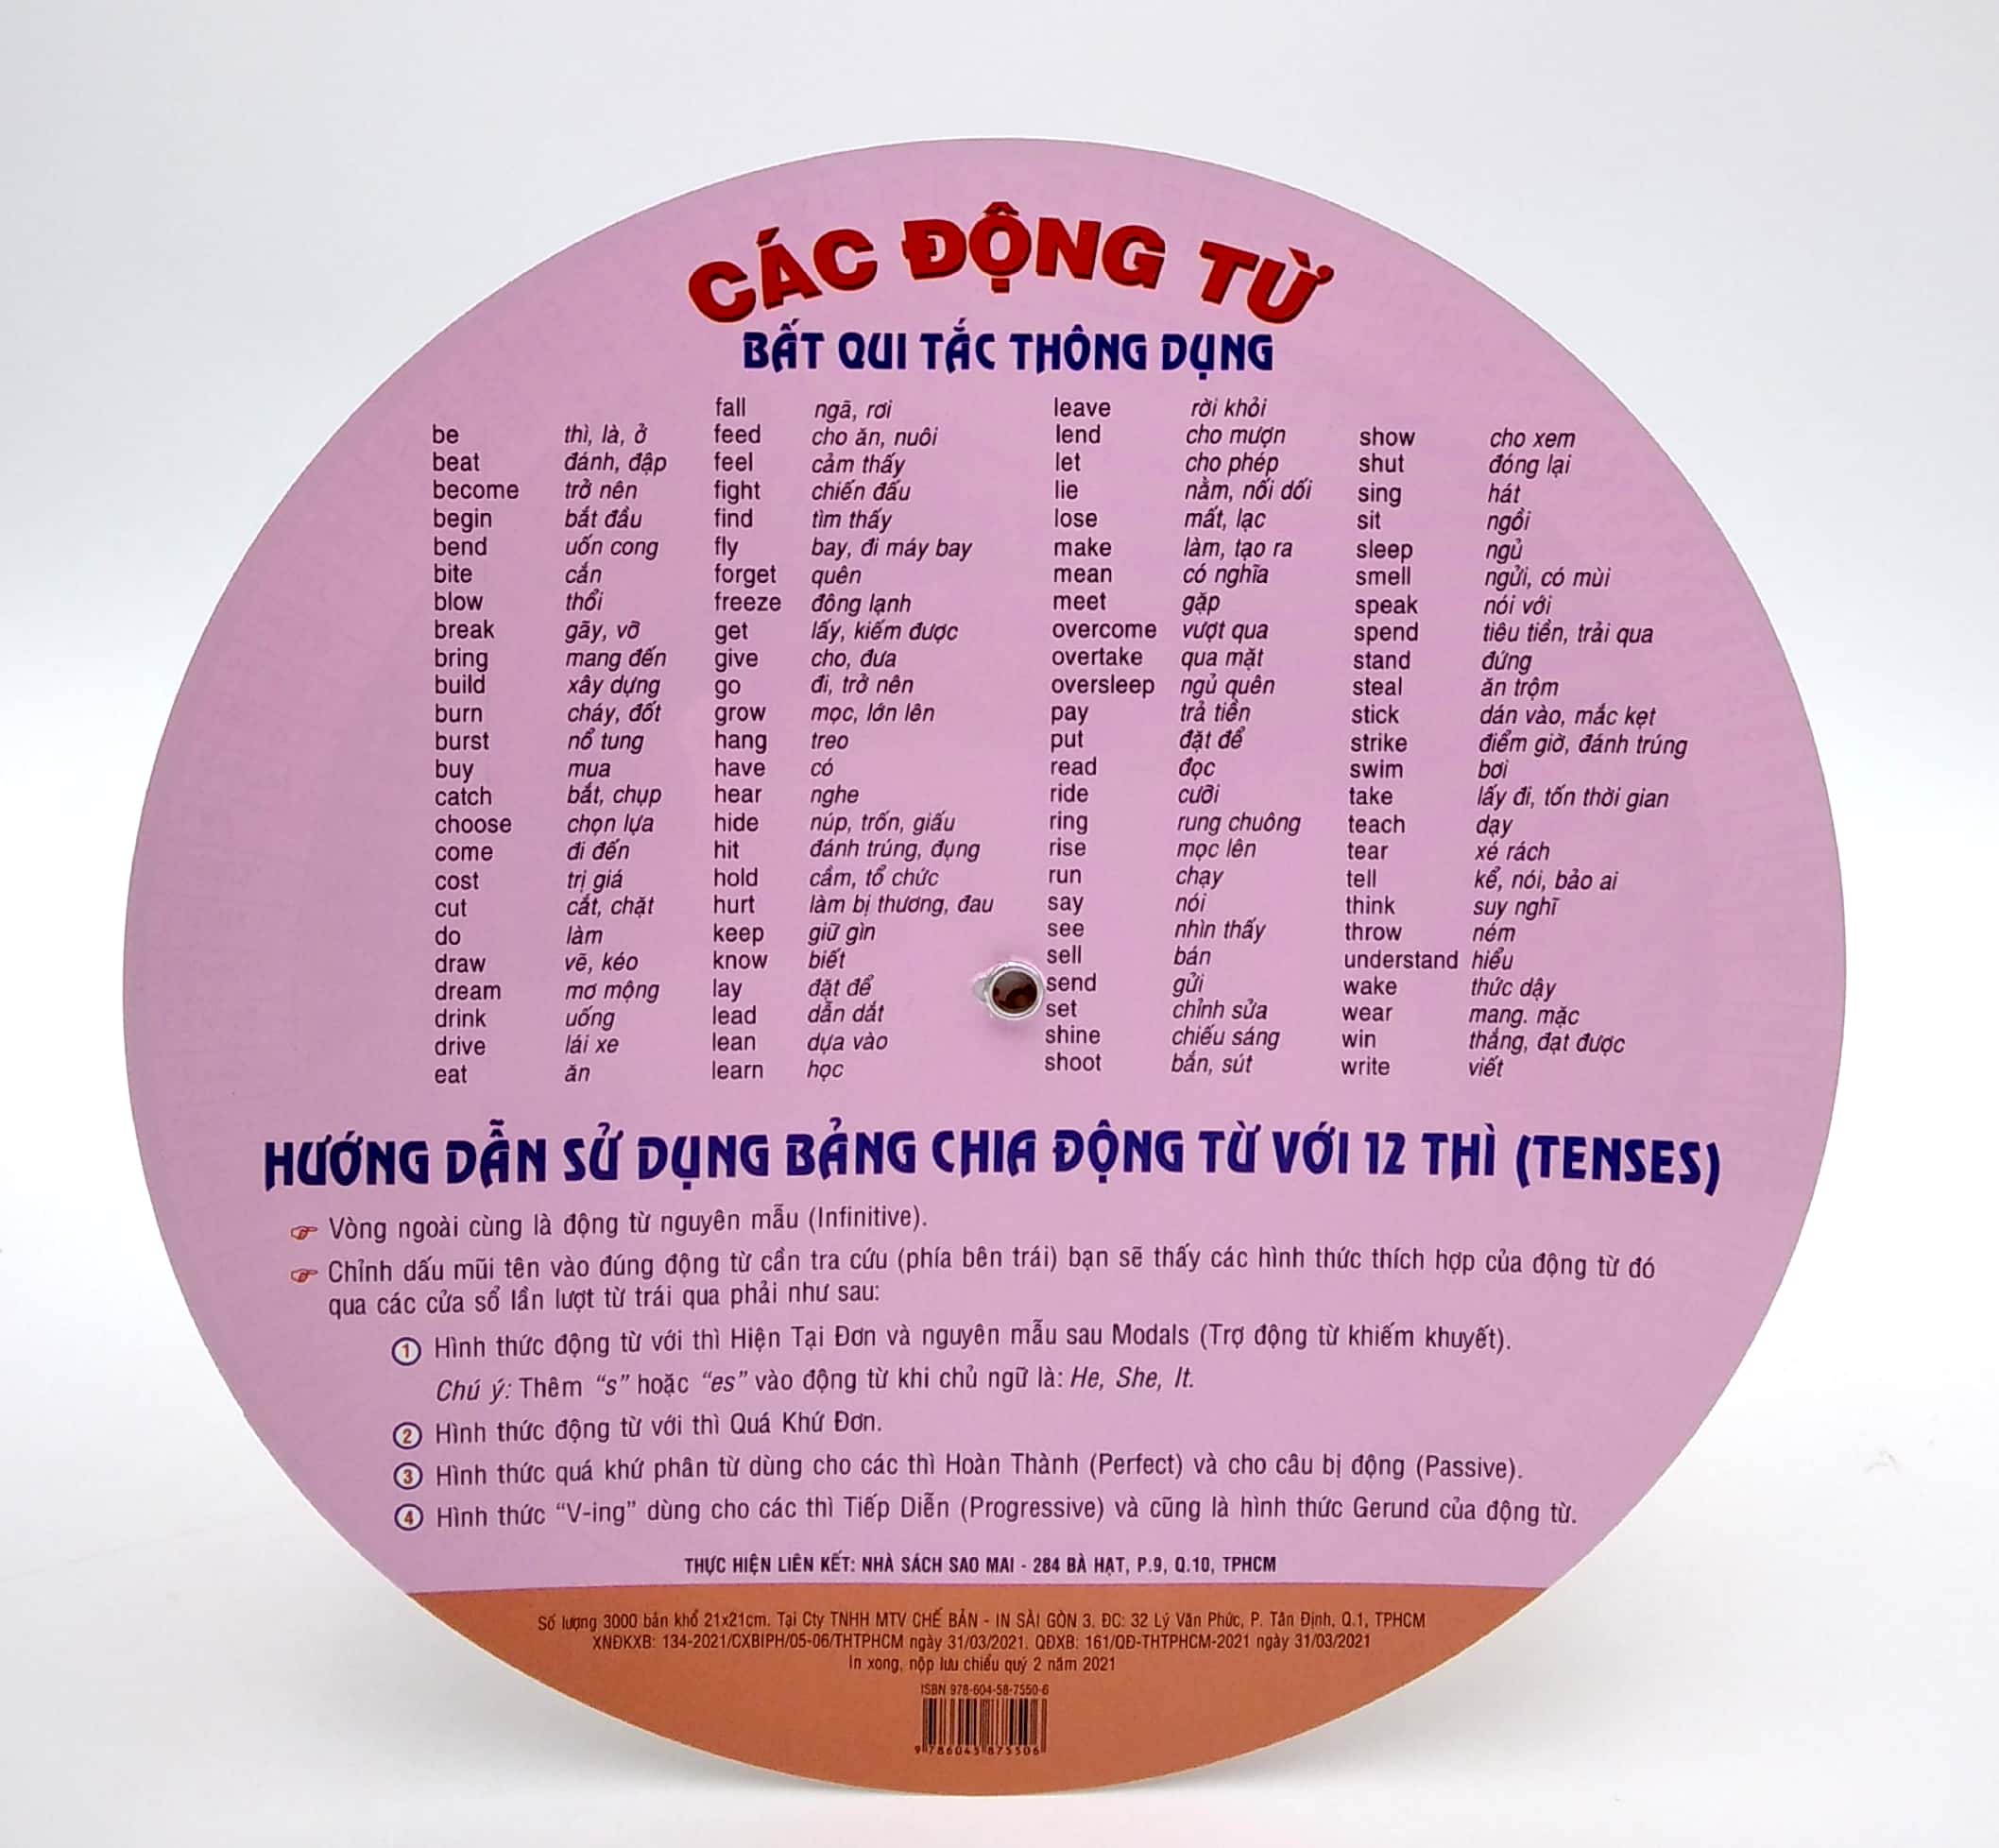 CÁC ĐỘNG TỪ
BẤT QUI TẮC THÔNG DỤNG
be thì, là, ở
beat đánh, đập
become trở nên
begin bắt đầu
bend uốn cong
bite cắn
blow thổi
break gãy, vỡ
bring mang đến
build xây dựng
burn cháy, đốt
burst nổ tung
buy mua
catch bắt, chụp
choose chọn lựa
come đi đến
cost trị giá
cut cắt, chặt
do làm
draw vẽ, kéo
dream mơ mộng
drink uống
drive lái xe
eat ăn
fall ngã, rơi
feed cho ăn, nuôi
feel cảm thấy
fight chiến đấu
find tìm thấy
fly bay, đi máy bay
forget quên
freeze đông lạnh
get lấy, kiếm được
give cho, đưa
go đi, trở nên
grow mọc, lớn lên
hang treo
have có
hear nghe
hide núp, trốn, giấu
hit đánh trúng, đụng
hold cầm, tổ chức
hurt làm bị thương, đau
keep giữ gìn
know biết
lay đặt để
lead dẫn dắt
lean dựa vào
learn học
leave rời khỏi
lend cho mượn
let cho phép
lie nằm, nối dối
lose mất, lạc
make làm, tạo ra
mean có nghĩa
meet gặp
overcome vượt qua
overtake qua mặt
oversleep ngủ quên
pay trả tiền
put đặt để
read đọc
ride cưỡi
ring rung chuông
rise mọc lên
run chạy
say nói
see nhìn thấy
sell bán
send gửi
set chỉnh sửa
shine chiếu sáng
shoot bắn, sút
show cho xem
shut đóng lại
sing hát
sit ngồi
sleep ngủ
smell ngửi, có mùi
speak nói với
spend tiêu tiền, trải qua
stand đứng
steal ăn trộm
stick dán vào, mắc kẹt
strike điểm giờ, đánh trúng
swim bơi
take lấy đi, tốn thời gian
teach dạy
tear xé rách
tell kể, nói, bảo ai
think suy nghĩ
throw ném
understand hiểu
wake thức dậy
wear mang. mặc
win thắng, đạt được
write viết
HƯỚNG DẪN SỬ DỤNG BẢNG CHIA ĐỘNG TỪ VỚI 12 THÌ (TENSES)
☞ Vòng ngoài cùng là động từ nguyên mẫu (Infinitive).
☞ Chỉnh dấu mũi tên vào đúng động từ cần tra cứu (phía bên trái) bạn sẽ thấy các hình thức thích hợp của động từ đó
qua các cửa sổ lần lượt từ trái qua phải như sau:
① Hình thức động từ với thì Hiện Tại Đơn và nguyên mẫu sau Modals (Trợ động từ khiếm khuyết).
Chú ý: Thêm “s” hoặc “es” vào động từ khi chủ ngữ là: He, She, It.
② Hình thức động từ với thì Quá Khứ Đơn.
③ Hình thức quá khứ phân từ dùng cho các thì Hoàn Thành (Perfect) và cho câu bị động (Passive).
④ Hình thức “V-ing” dùng cho các thì Tiếp Diễn (Progressive) và cũng là hình thức Gerund của động từ.
THỰC HIỆN LIÊN KẾT: NHÀ SÁCH SAO MAI - 284 BÀ HẠT, P.9, Q.10, TPHCM
Số lượng 3000 bản khổ 21x21cm. Tại Cty TNHH MTV CHẾ BẢN - IN SÀI GÒN 3. ĐC: 32 Lý Văn Phức, P. Tân Định, Q.1, TPHCM
XNĐKXB: 134-2021/CXBIPH/05-06/THTPHCM ngày 31/03/2021. QĐXB: 161/QĐ-THTPHCM-2021 ngày 31/03/2021
In xong, nộp lưu chiểu quý 2 năm 2021
ISBN 978-604-58-7550-6
9 786045 875506